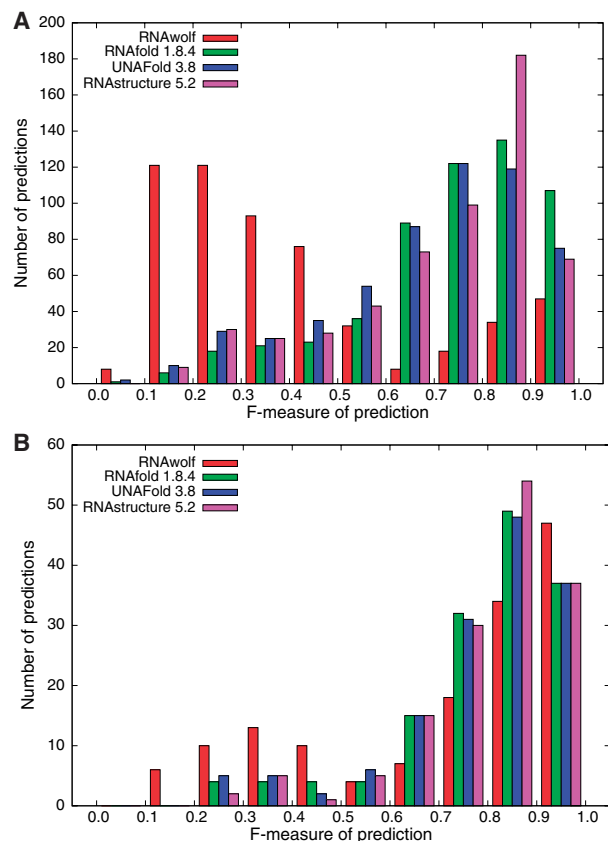 A
RNAwolf
RNAfold 1.8.4
UNAFold 3.8
RNAstructure 5.2
Number of predictions
200
180
160
140
120
100
80
60
40
20
0
0.0 0.1 0.2 0.3 0.4 0.5 0.6 0.7 0.8 0.9 1.0
F-measure of prediction
B
RNAwolf
RNAfold 1.8.4
UNAFold 3.8
RNAstructure 5.2
Number of predictions
60
50
40
30
20
10
0
0.0 0.1 0.2 0.3 0.4 0.5 0.6 0.7 0.8 0.9 1.0
F-measure of prediction